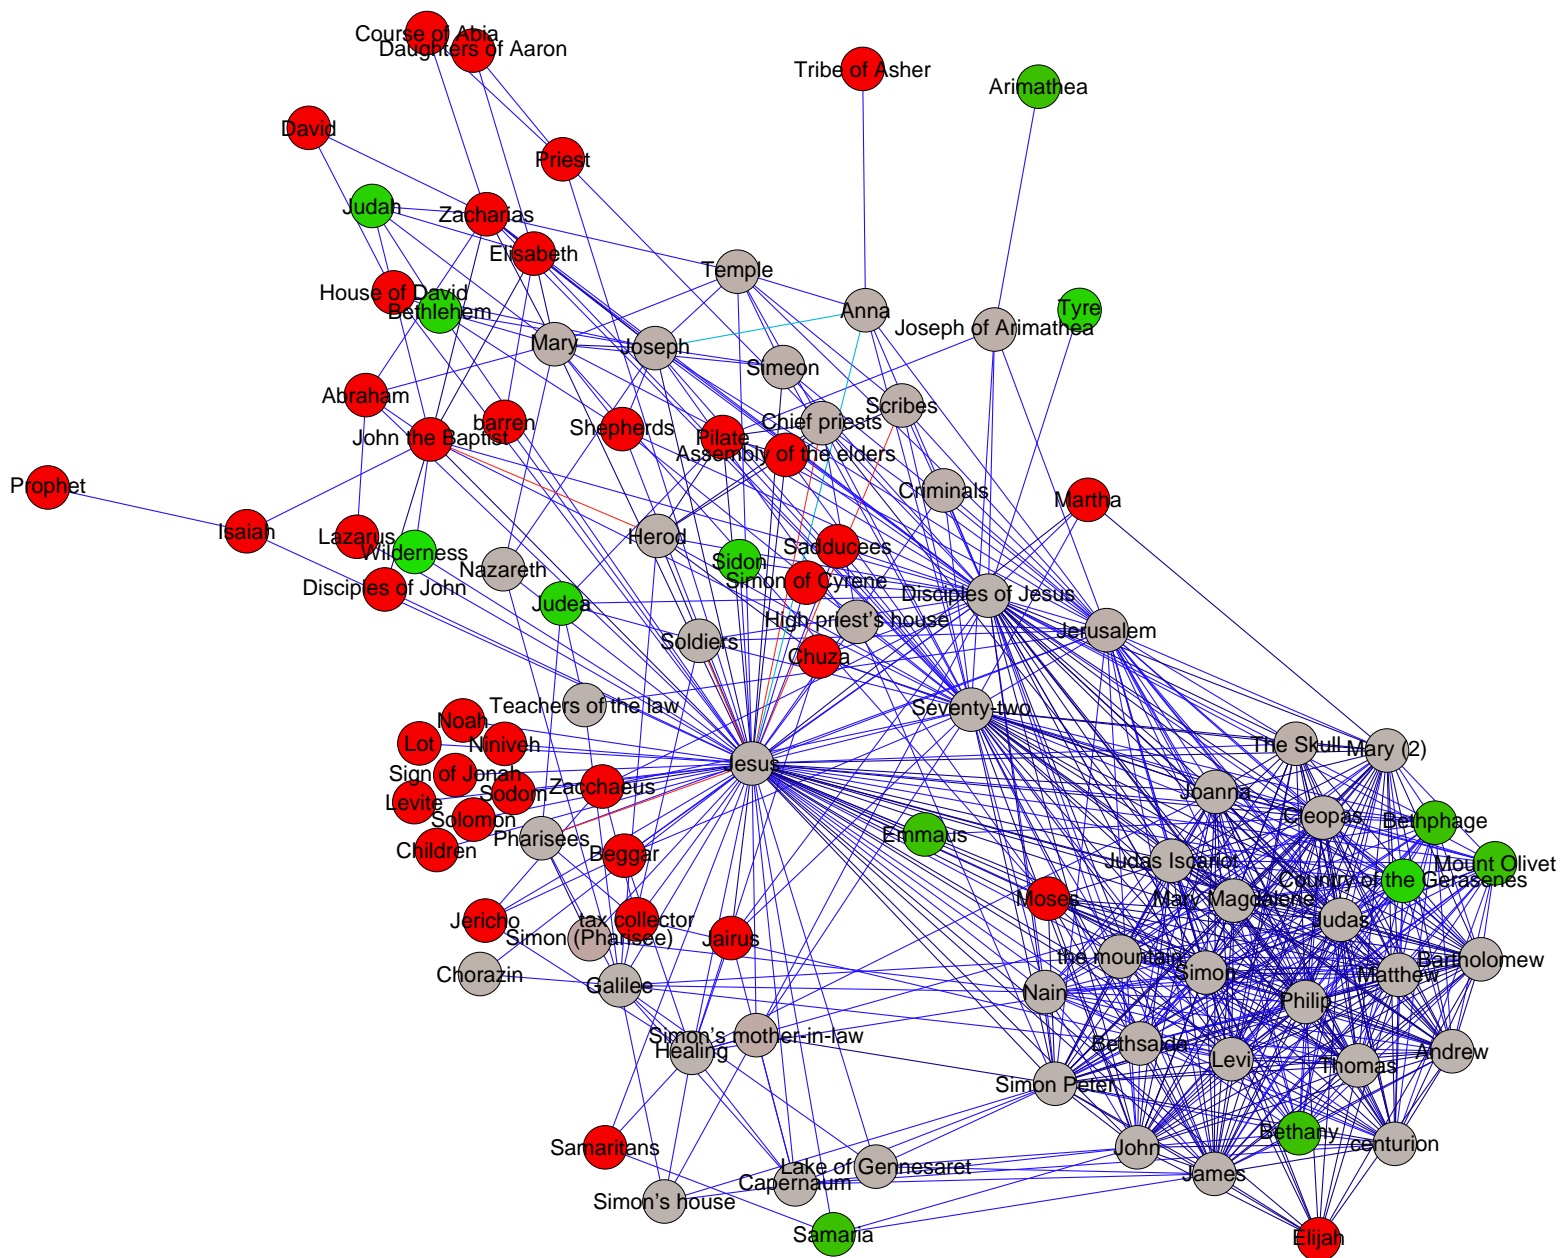 Course of Abia
Daughters of Aaron
Tribe of Asher
Arimathea
David
Priest
Judah
Zacharias
Elisabeth
Temple
House of David
Bethlehem
Anna
Tyre
Joseph of Arimathea
Mary
Joseph
Simeon
Abraham
Scribes
barren
Shepherds
Chief priests
John the Baptist
Pilate
Assembly of the elders
Prophet
Criminals
Martha
Isaiah
Lazarus
Herod
Sadducees
Wilderness
Nazareth
Sidon
Disciples of John
Simon of Cyrene
Disciples of Jesus
Judea
High priest's house
Soldiers
Jerusalem
Chuza
Teachers of the law
Seventy-two
Noah
Lot
Niniveh
The Skull
Mary (2)
Jesus
Sign of Jonah
Sodom
Zacchaeus
Joanna
Levite
Solomon
Cleopas
Bethphage
Pharisees
Emmaus
Children
Beggar
Judas Iscariot
Mount Olivet
Country of the Gerasenes
Moses
Mary Magdalene
Jericho
tax collector
Judas
Simon (Pharisee)
Jairus
the mountain
Bartholomew
Chorazin
Simon
Matthew
Galilee
Nain
Philip
Simon's mother-in-law
Healing
Bethsaida
Levi
Thomas
Andrew
Simon Peter
Bethany
Samaritans
John
centurion
Lake of Gennesaret
James
Capernaum
Simon's house
Samaria
Elijah